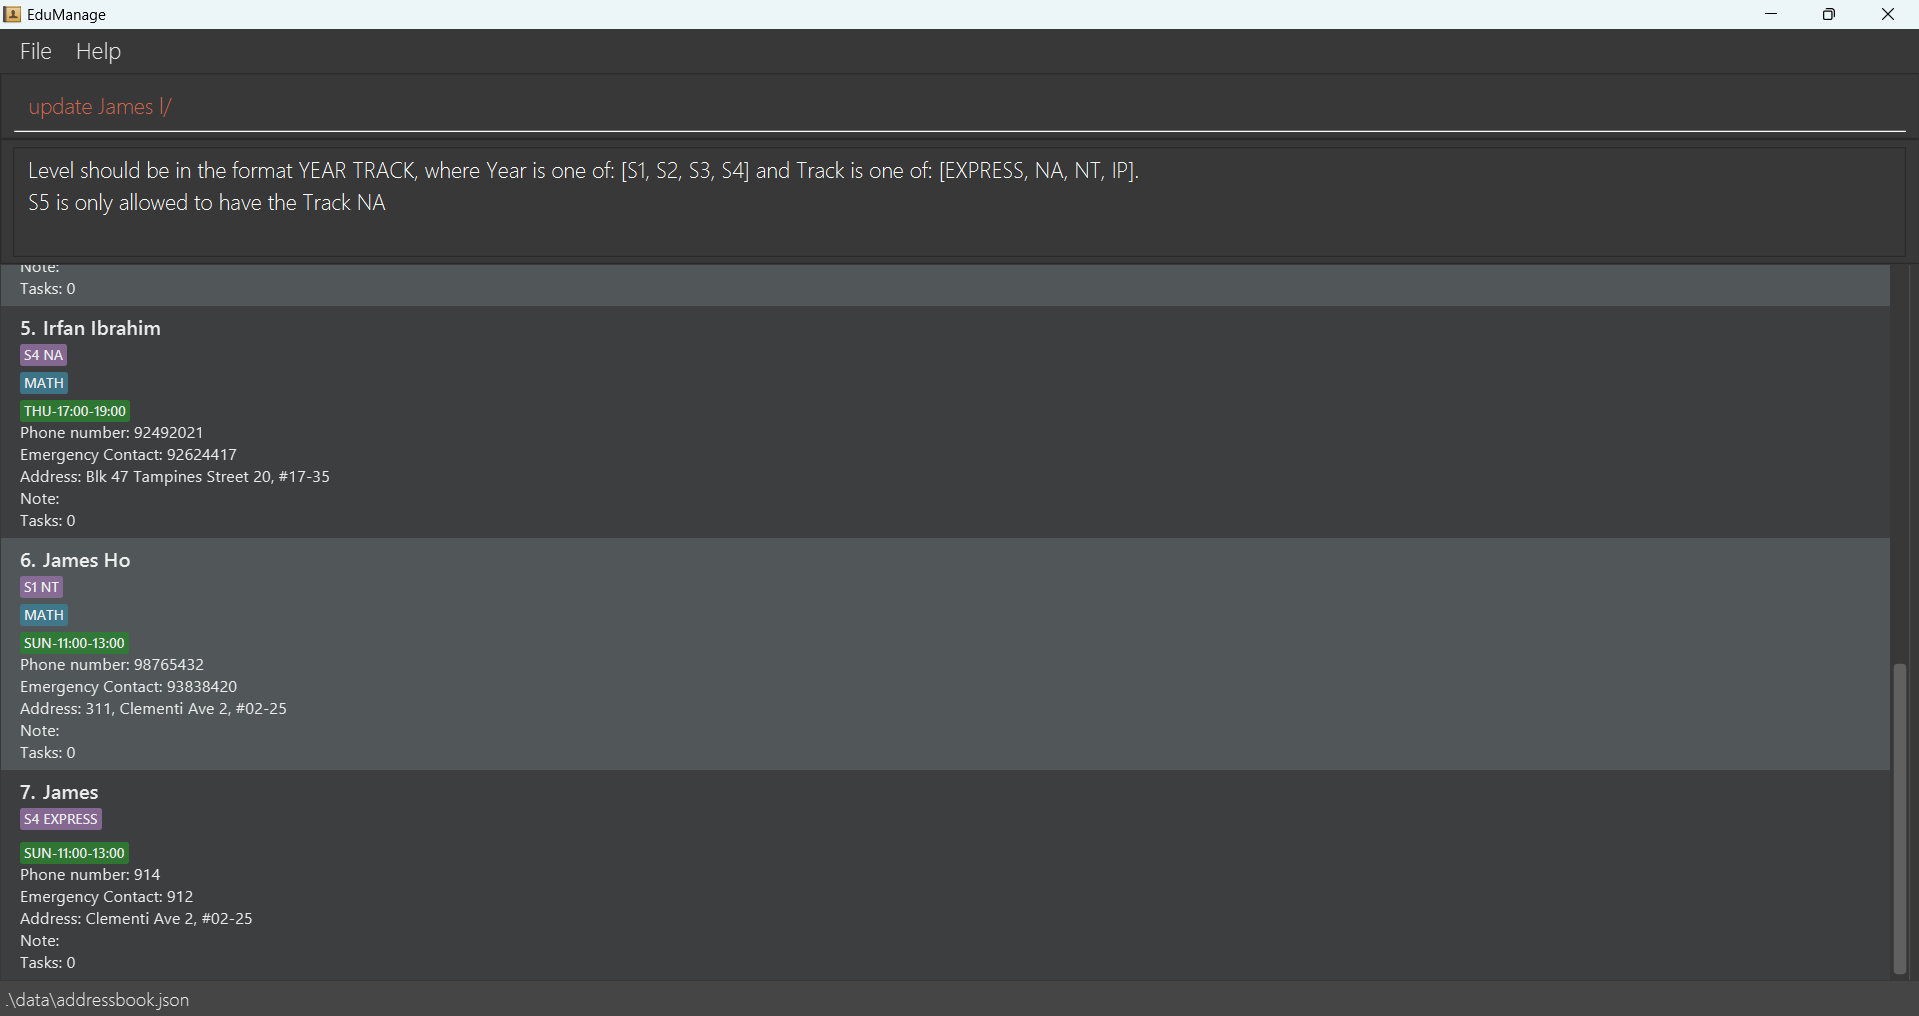 EduManage
File Help
update James l/
Level should be in the format YEAR TRACK, where Year is one of: [S1, S2, S3, S4] and Track is one of: [EXPRESS, NA, NT, IP].
S5 is only allowed to have the Track NA
Note:
Tasks: 0
5. Irfan Ibrahim
S4 NA
MATH
THU-17:00-19:00
Phone number: 92492021
Emergency Contact: 92624417
Address: Blk 47 Tampines Street 20, #17-35
Note:
Tasks: 0
6. James Ho
S1 NT
MATH
SUN-11:00-13:00
Phone number: 98765432
Emergency Contact: 93838420
Address: 311, Clementi Ave 2, #02-25
Note:
Tasks: 0
7. James
S4 EXPRESS
SUN-11:00-13:00
Phone number: 914
Emergency Contact: 912
Address: Clementi Ave 2, #02-25
Note:
Tasks: 0
.\data\addressbook.json